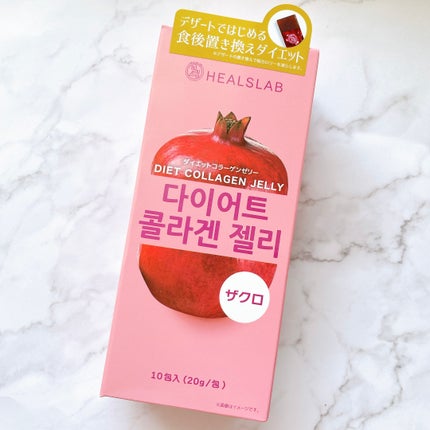 デザートではじめる
食後置き換えダイエット
HEALSLAB
ダイエットコラーゲンゼリー
DIET COLLAGEN JELLY
다이어트
콜라겐 젤리
ザクロ
10包入(20g/包)